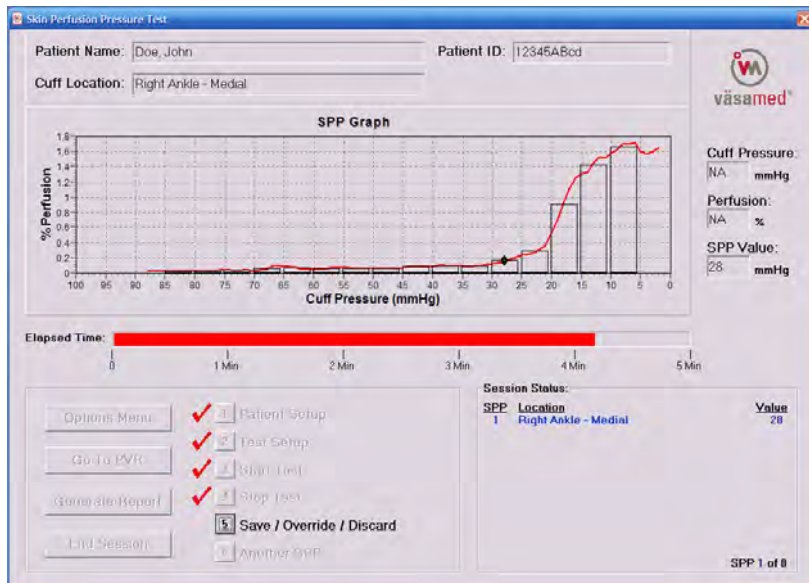 Skin Perfusion Pressure Test
Patient Name: Doe, John Patient ID: 12345ABcd
Cuff Location: Right Ankle - Medial
väsamed
SPP Graph
% Perfusion
1.8
1.6
1.4
1.2
1
0.8
0.6
0.4
0.2
0
100 95 90 85 80 75 70 65 60 55 50 45 40 35 30 25 20 15 10 5 0
Cuff Pressure (mmHg)
Cuff Pressure:
NA mmHg
Perfusion:
NA %
SPP Value:
28 mmHg
Elapsed Time:
0 1 Min 2 Min 3 Min 4 Min 5 Min
Options Menu
Go To PVR
Generate Report
End Session
1 Patient Setup
2 Test Setup
3 Start Test
4 Stop Test
5 Save / Override / Discard
6 Another SPP
Session Status:
SPP Location Value
1 Right Ankle - Medial 28
SPP 1 of 8